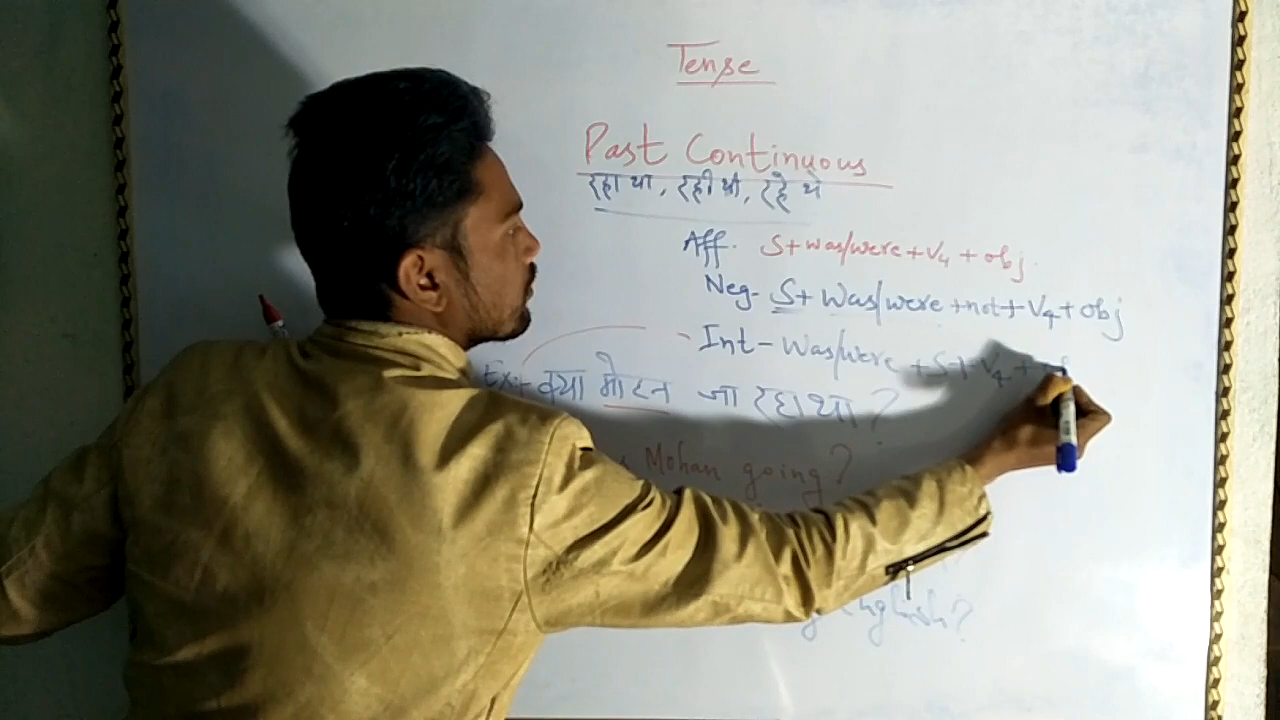 Tense
Past Continuous
रहा था, रही थी, रहे थे
Aff. S+was/were+V4+obj.
Neg- S+ Was/were +not+V4+obj
- Int- Was/were +S+V4+
Ex:- क्या मोहन जा रहा था?
Mohan going?
English?